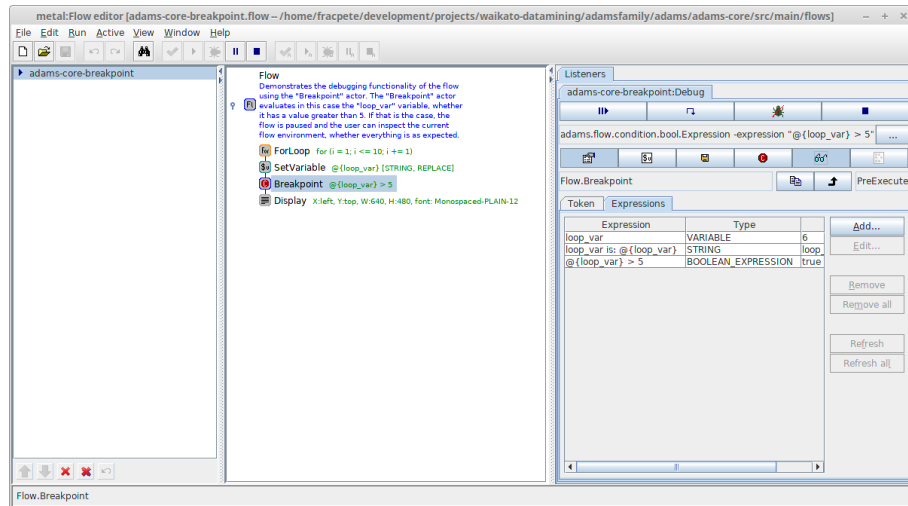 metal:Flow editor [adams-core-breakpoint.flow -- /home/fracpete/development/projects/waikato-datamining/adamsfamily/adams/adams-core/src/main/flows]
File Edit Run Active View Window Help
adams-core-breakpoint
Flow
Demonstrates the debugging functionality of the flow
using the "Breakpoint" actor. The "Breakpoint" actor
evaluates in this case the "loop_var" variable, whether
it has a value greater than 5. If that is the case, the
flow is paused and the user can inspect the current
flow environment, whether everything is as expected.
ForLoop for (i = 1; i <= 10; i += 1)
SetVariable @{loop_var} [STRING, REPLACE]
Breakpoint @{loop_var} > 5
Display X:left, Y:top, W:640, H:480, font: Monospaced-PLAIN-12
Listeners
adams-core-breakpoint:Debug
adams.flow.condition.bool.Expression -expression "@{loop_var} > 5" ...
Flow.Breakpoint PreExecute
Token Expressions
Expression Type
loop_var VARIABLE 6
loop_var is: @{loop_var} STRING loop_
@{loop_var} > 5 BOOLEAN_EXPRESSION true
Add...
Edit...
Remove
Remove all
Refresh
Refresh all
Flow.Breakpoint